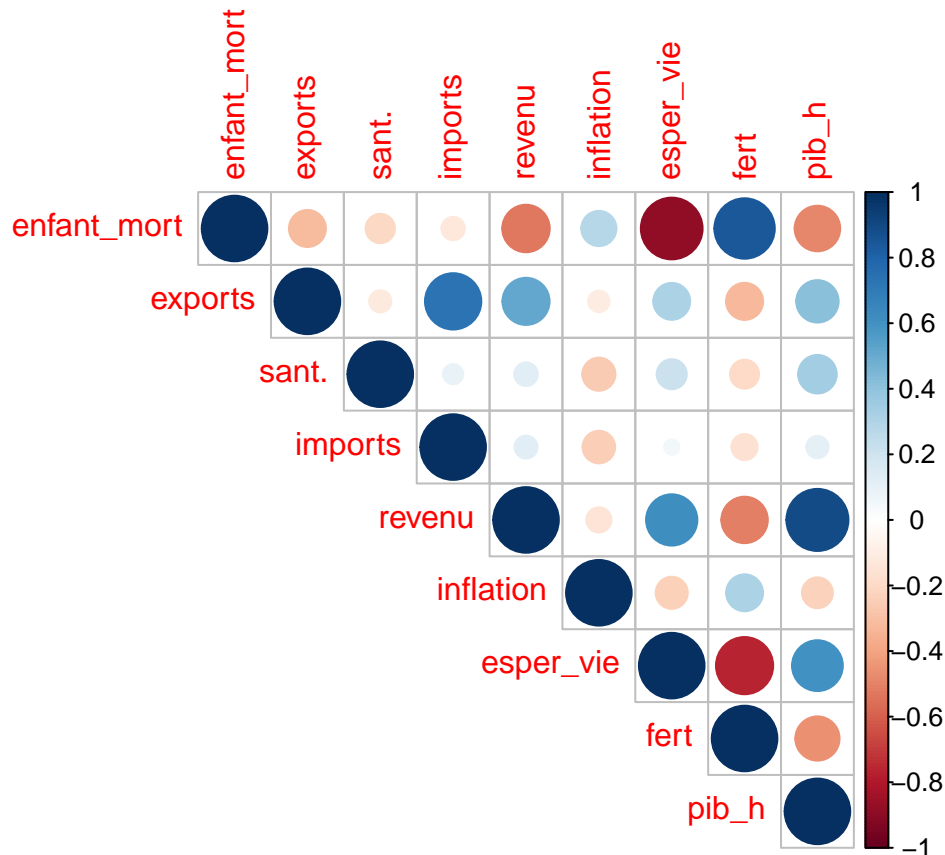 enfant_mort
exports
sant.
imports
revenu
inflation
esper_vie
fert
pib_h
enfant_mort
exports
sant.
imports
revenu
inflation
esper_vie
fert
pib_h
1
0.8
0.6
0.4
0.2
0
−0.2
−0.4
−0.6
−0.8
−1